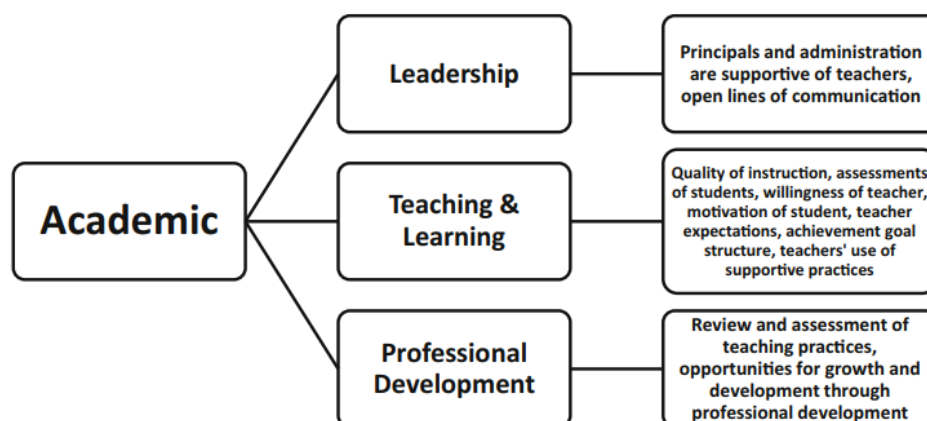 Academic
Leadership
Principals and administration
are supportive of teachers,
open lines of communication
Teaching &
Learning
Quality of instruction, assessments
of students, willingness of teacher,
motivation of student, teacher
expectations, achievement goal
structure, teachers' use of
supportive practices
Professional
Development
Review and assessment of
teaching practices,
opportunities for growth and
development through
professional development